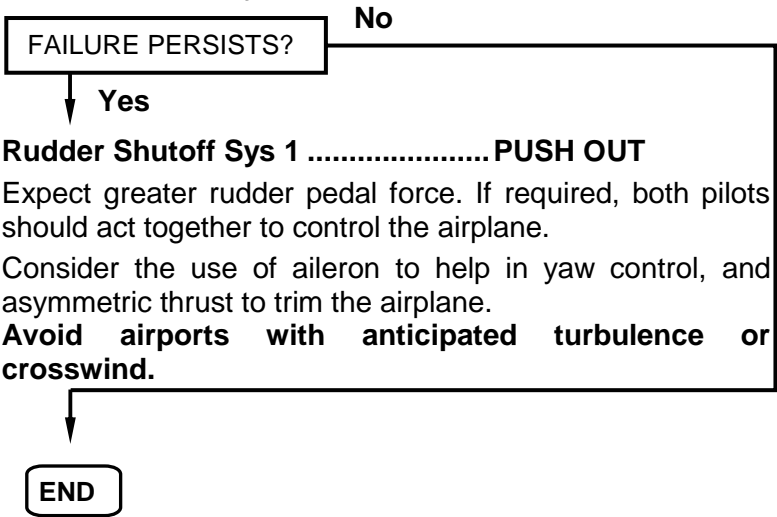 No
FAILURE PERSISTS?
Yes
Rudder Shutoff Sys 1 ......................PUSH OUT
Expect greater rudder pedal force. If required, both pilots
should act together to control the airplane.
Consider the use of aileron to help in yaw control, and
asymmetric thrust to trim the airplane.
Avoid airports with anticipated turbulence or
crosswind.
END